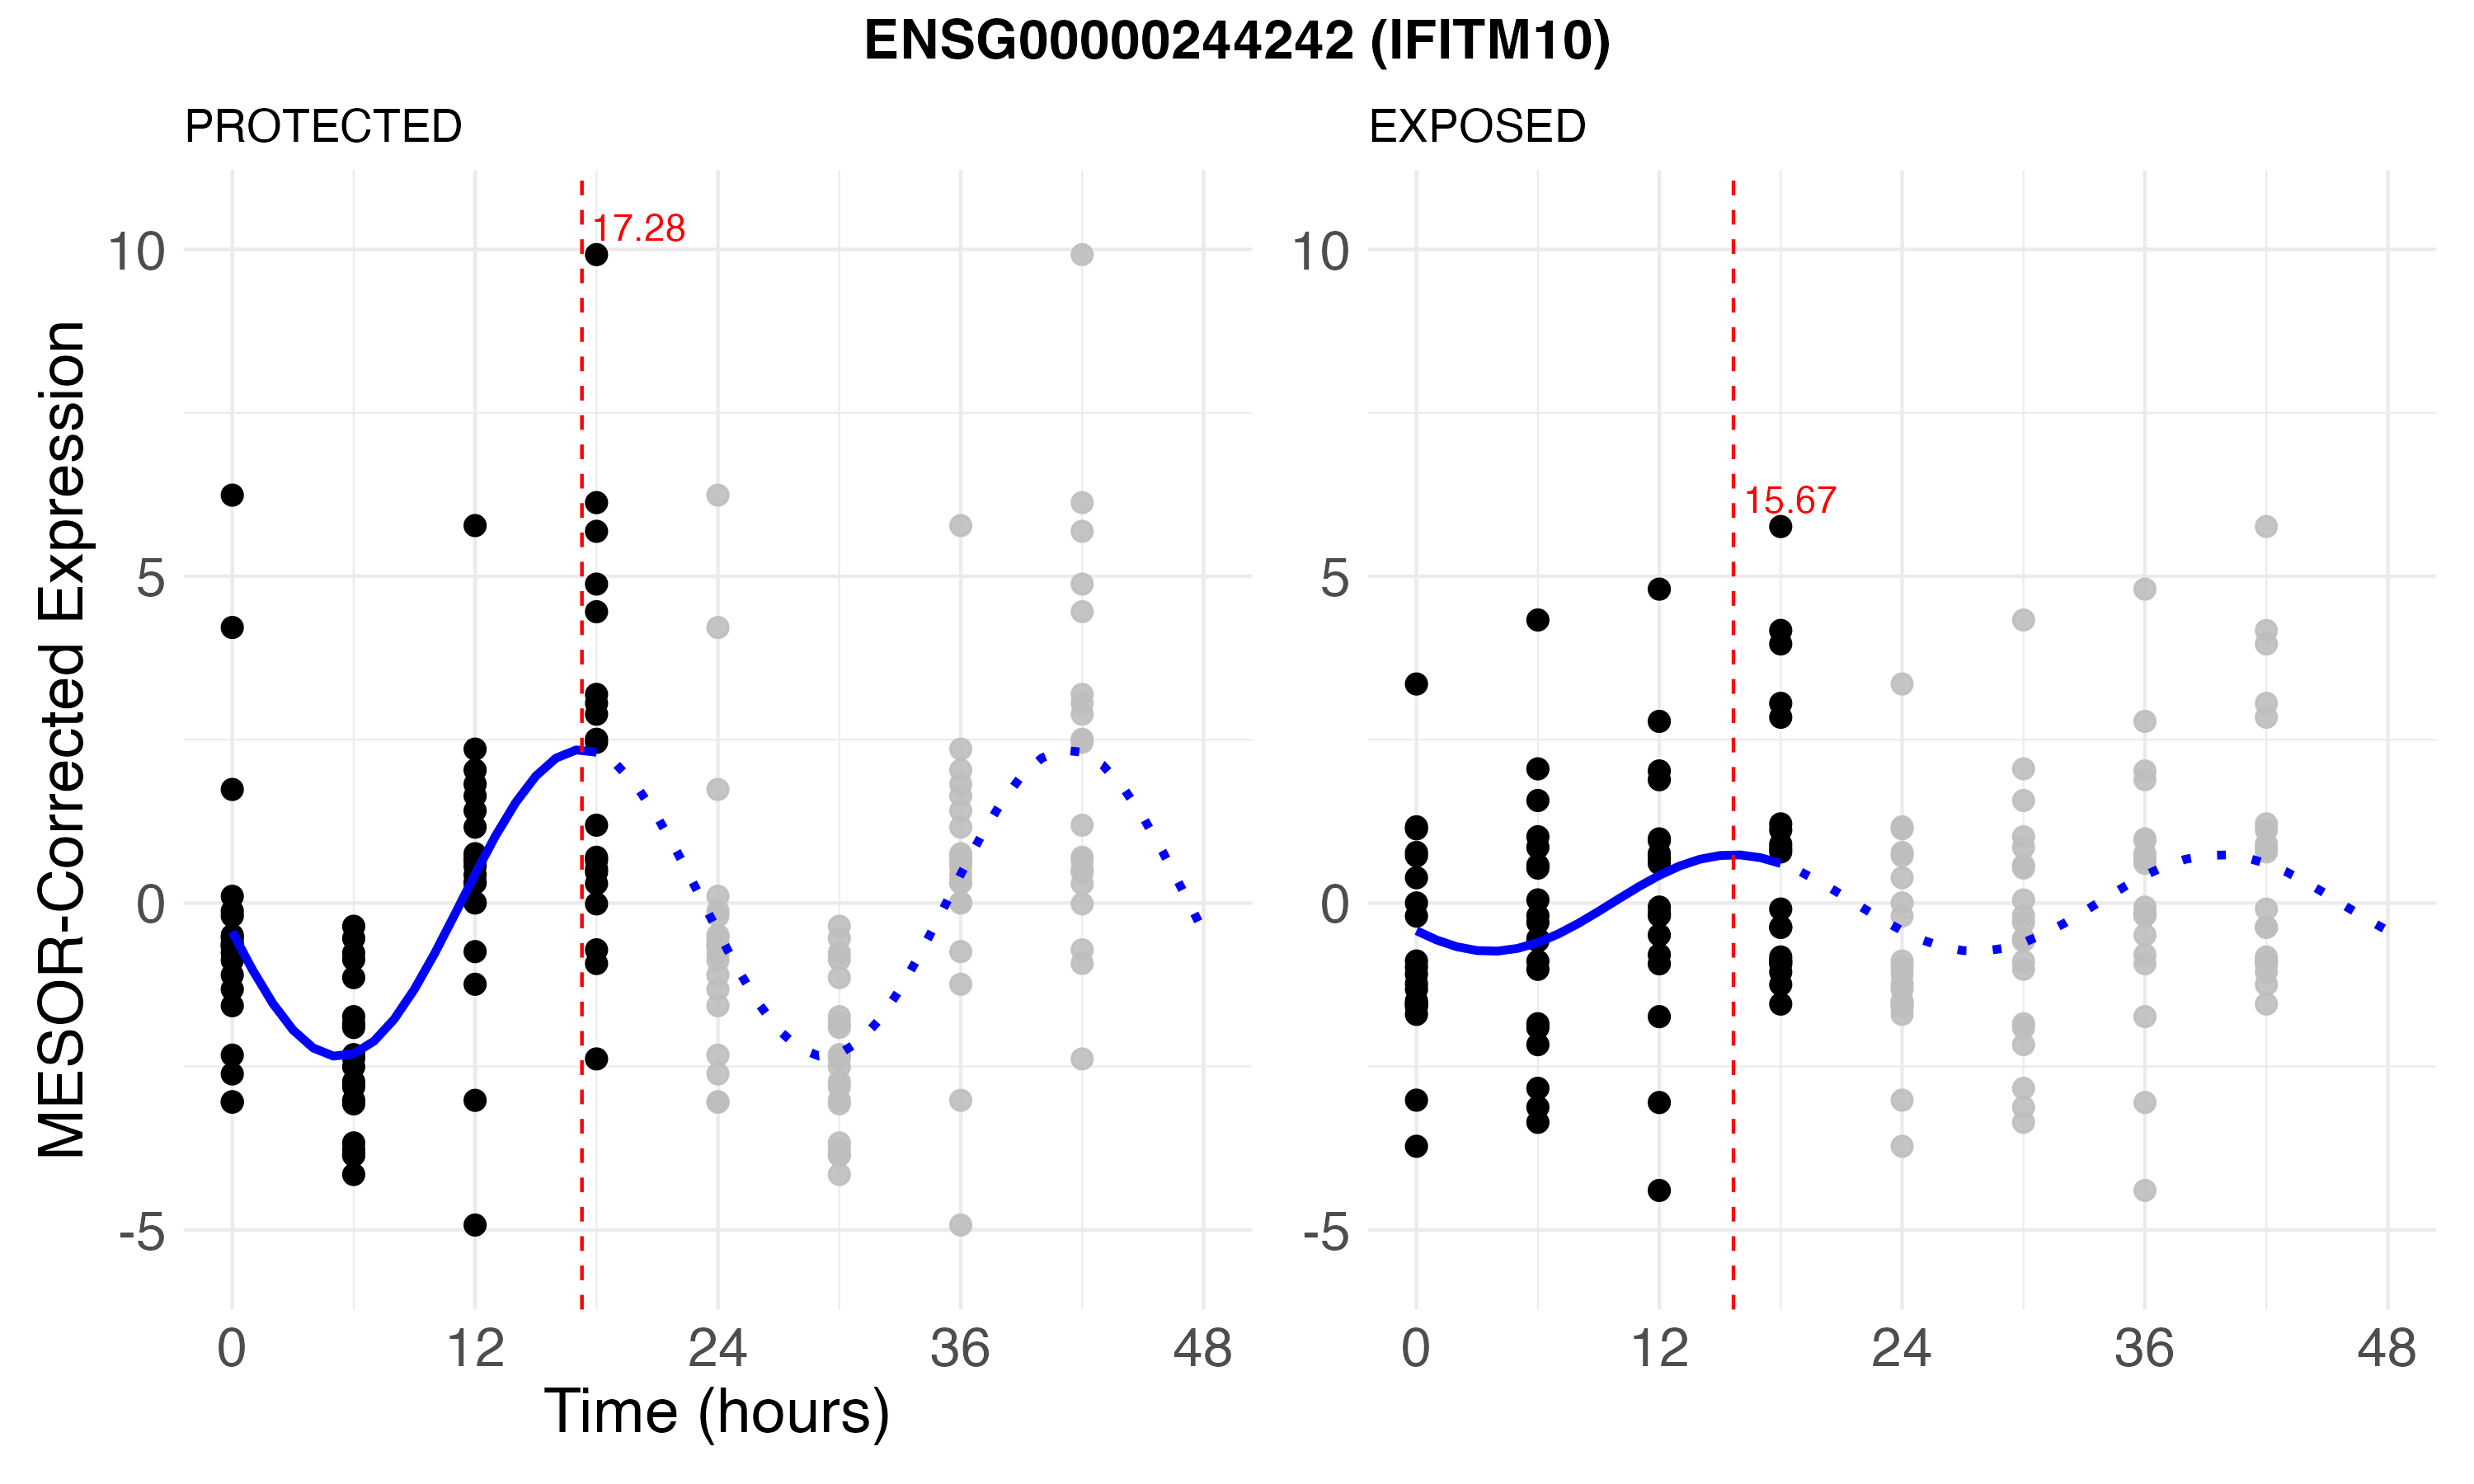 ENSG00000244242 (IFITM10)
PROTECTED
EXPOSED
MESOR-Corrected Expression
10
5
0
-5
17.28
0 12 24 36 48
10
5
0
-5
15.67
0 12 24 36 48
Time (hours)